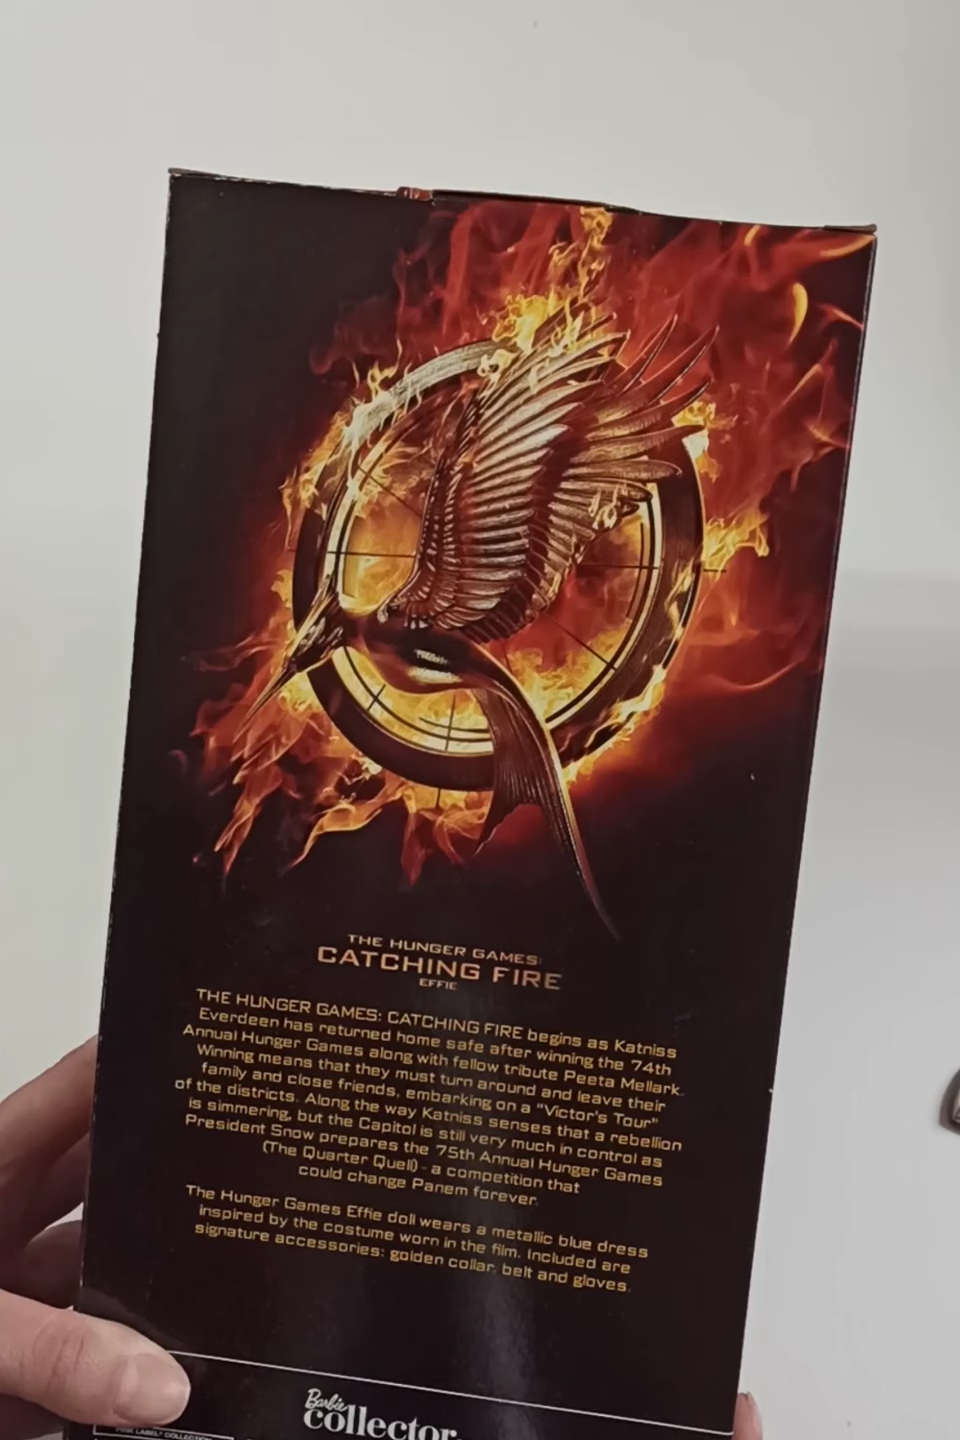 THE HUNGER GAMES:
CATCHING FIRE
EFFIE
THE HUNGER GAMES: CATCHING FIRE begins as Katniss
Everdeen has returned home safe after winning the 74th
Annual Hunger Games along with fellow tribute Peeta Mellark.
Winning means that they must turn around and leave their
family and close friends, embarking on a "Victor's Tour"
of the districts. Along the way Katniss senses that a rebellion
is simmering, but the Capitol is still very much in control as
President Snow prepares the 75th Annual Hunger Games
(The Quarter Quell) - a competition that
could change Panem forever.
The Hunger Games Effie doll wears a metallic blue dress
inspired by the costume worn in the film. Included are
signature accessories: golden collar, belt and gloves.
Barbie
collector
PINK LABEL® COLLECTION